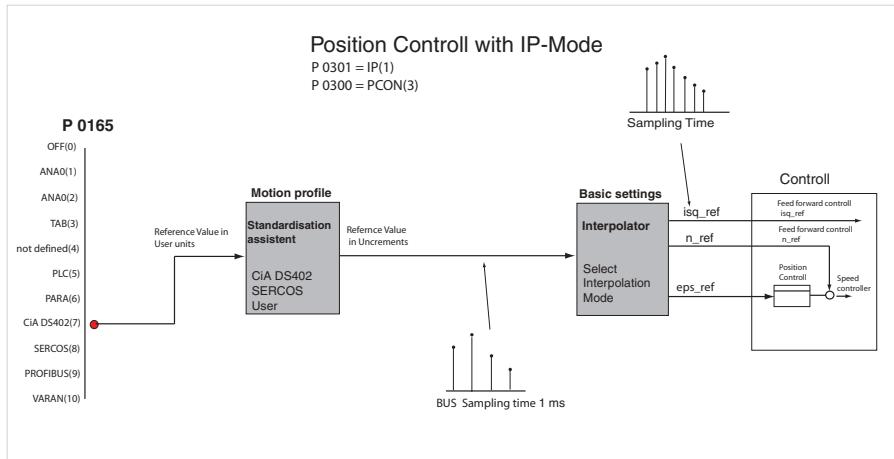 Position Controll with IP-Mode
P 0301 = IP(1)
P 0300 = PCON(3)
Sampling Time
P 0165
OFF(0)
ANA0(1)
ANA0(2)
TAB(3)
not defined(4)
PLC(5)
PARA(6)
CiA DS402(7)
SERCOS(8)
PROFIBUS(9)
VARAN(10)
Reference Value in
User units
Motion profile
Standardisation
assistent
CiA DS402
SERCOS
User
Refernce Value
in Uncrements
BUS Sampling time 1 ms
Basic settings
Interpolator
Select
Interpolation
Mode
isq_ref
n_ref
eps_ref
Controll
Feed forward controll
isq_ref
Feed forward controll
n_ref
Position
Controll
Speed
controller